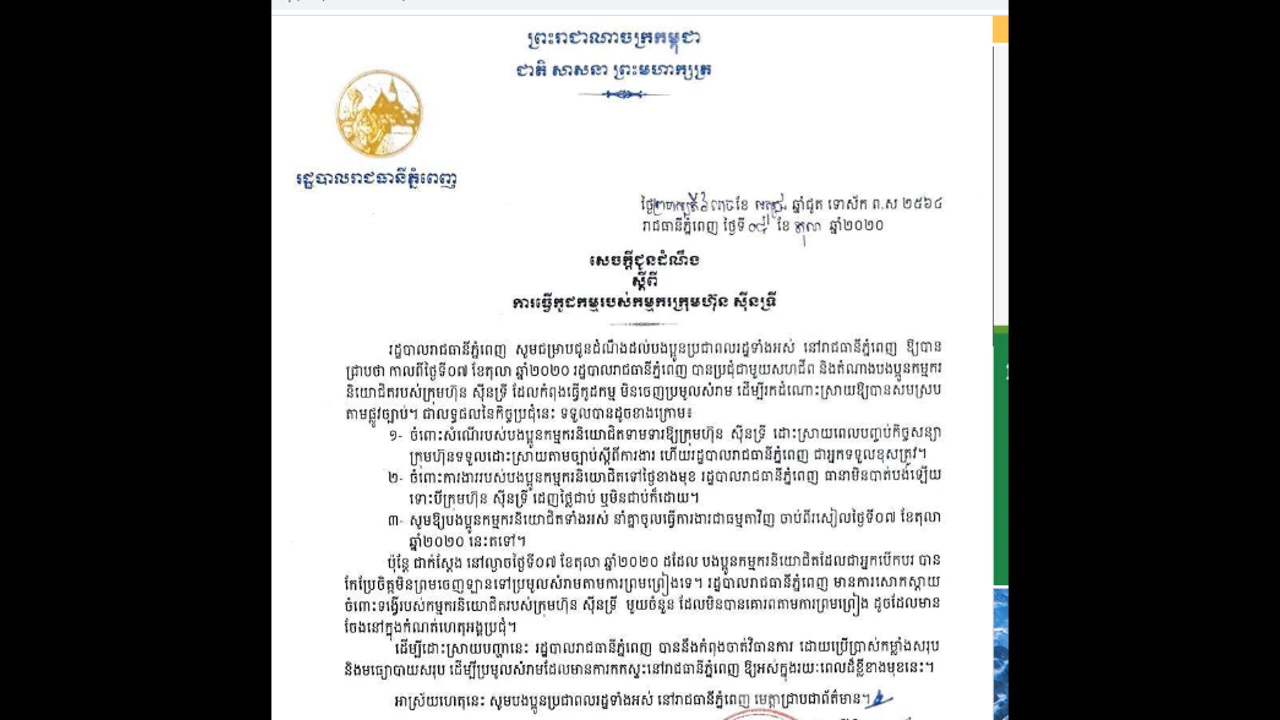 ព្រះរាជាណាចក្រកម្ពុជា
ជាតិ សាសនា ព្រះមហាក្សត្រ
រដ្ឋបាលរាជធានីភ្នំពេញ
ថ្ងៃព្រហស្បតិ៍ ខែ ឆ្នាំជូត ទោស័ក ព.ស ២៥៦៤
រាជធានីភ្នំពេញ ថ្ងៃទី០៨ ខែ តុលា ឆ្នាំ២០២០
សេចក្តីជូនដំណឹង
ស្តីពី
ការធ្វើកូដកម្មរបស់កម្មករក្រុមហ៊ុន ស៊ីនទ្រី
រដ្ឋបាលរាជធានីភ្នំពេញ សូមជម្រាបជូនដំណឹងដល់បងប្អូនប្រជាពលរដ្ឋទាំងអស់ នៅរាជធានីភ្នំពេញ ឱ្យបាន
ជ្រាបថា កាលពីថ្ងៃទី០៧ ខែតុលា ឆ្នាំ២០២០ រដ្ឋបាលរាជធានីភ្នំពេញ បានប្រជុំជាមួយសហជីព និងតំណាងបងប្អូនកម្មករ
និយោជិតរបស់ក្រុមហ៊ុន ស៊ីនទ្រី ដែលកំពុងធ្វើកូដកម្ម មិនចេញប្រមូលសំរាម ដើម្បីរកដំណោះស្រាយឱ្យបានសមស្រប
តាមផ្លូវច្បាប់។ ជាលទ្ធផលនៃកិច្ចប្រជុំនេះ ទទួលបានដូចខាងក្រោម៖
១- ចំពោះសំណើរបស់បងប្អូនកម្មករនិយោជិតទាមទារឱ្យក្រុមហ៊ុន ស៊ីនទ្រី ដោះស្រាយពេលបញ្ចប់កិច្ចសន្យា
ក្រុមហ៊ុនទទួលដោះស្រាយតាមច្បាប់ស្តីពីការងារ ហើយរដ្ឋបាលរាជធានីភ្នំពេញ ជាអ្នកទទួលខុសត្រូវ។
២- ចំពោះការងាររបស់បងប្អូនកម្មករនិយោជិតទៅថ្ងៃខាងមុខ រដ្ឋបាលរាជធានីភ្នំពេញ ធានាមិនបាត់បង់ឡើយ
ទោះបីក្រុមហ៊ុន ស៊ីនទ្រី ដេញថ្លៃជាប់ ឬមិនជាប់ក៏ដោយ។
៣- សូមឱ្យបងប្អូនកម្មករនិយោជិតទាំងអស់ នាំគ្នាចូលធ្វើការងារជាធម្មតាវិញ ចាប់ពីរសៀលថ្ងៃទី០៧ ខែតុលា
ឆ្នាំ២០២០ នេះតទៅ។
ប៉ុន្តែ ជាក់ស្តែង នៅល្ងាចថ្ងៃទី០៧ ខែតុលា ឆ្នាំ២០២០ ដដែល បងប្អូនកម្មករនិយោជិតដែលជាអ្នកបើកបរ បាន
កែប្រែចិត្តមិនព្រមចេញឡានទៅប្រមូលសំរាមតាមការព្រមព្រៀងទេ។ រដ្ឋបាលរាជធានីភ្នំពេញ មានការសោកស្តាយ
ចំពោះទង្វើរបស់កម្មករនិយោជិតរបស់ក្រុមហ៊ុន ស៊ីនទ្រី មួយចំនួន ដែលមិនបានគោរពតាមការព្រមព្រៀង ដូចដែលមាន
ចែងនៅក្នុងកំណត់ហេតុអង្គប្រជុំ។
ដើម្បីដោះស្រាយបញ្ហានេះ រដ្ឋបាលរាជធានីភ្នំពេញ បាននឹងកំពុងចាត់វិធានការ ដោយប្រើប្រាស់កម្លាំងសរុប
និងមធ្យោបាយសរុប ដើម្បីប្រមូលសំរាមដែលមានការកកស្ទះនៅរាជធានីភ្នំពេញ ឱ្យអស់ក្នុងរយៈពេលដ៏ខ្លីខាងមុខនេះ។
អាស្រ័យហេតុនេះ សូមបងប្អូនប្រជាពលរដ្ឋទាំងអស់ នៅរាជធានីភ្នំពេញ មេត្តាជ្រាបជាព័ត៌មាន។